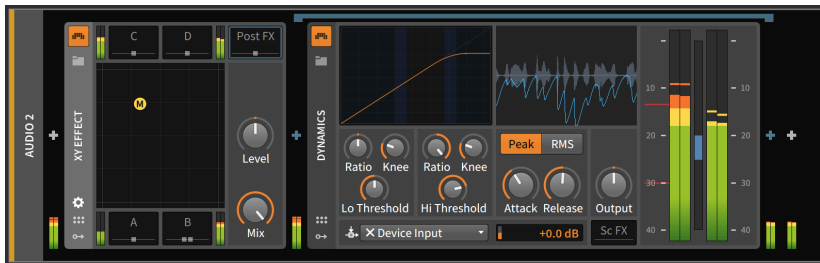 AUDIO 2
XY EFFECT
C
D
Post FX
M
Level
A
B
Mix
DYNAMICS
Ratio Knee
Ratio Knee
Lo Threshold
Hi Threshold
Device Input
Peak RMS
Attack Release
+0.0 dB
Output
Sc FX
10 - - 10
20 - - 20
30 - - 30
40 - - 40